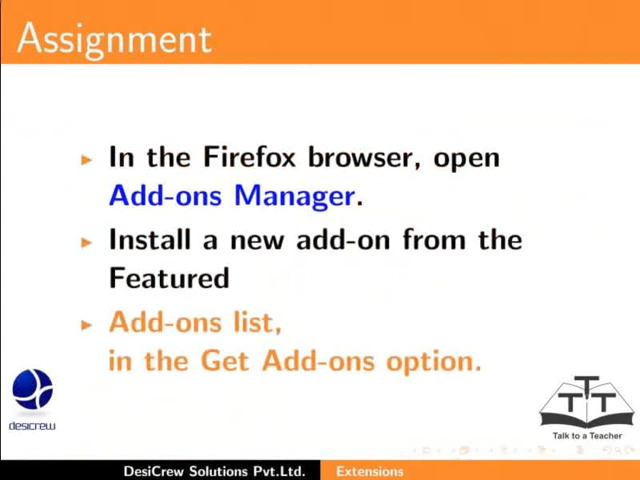 Assignment
In the Firefox browser, open
Add-ons Manager.
Install a new add-on from the
Featured
Add-ons list,
in the Get Add-ons option.
desicrew
TTT
Talk to a Teacher
DesiCrew Solutions Pvt.Ltd.
Extensions